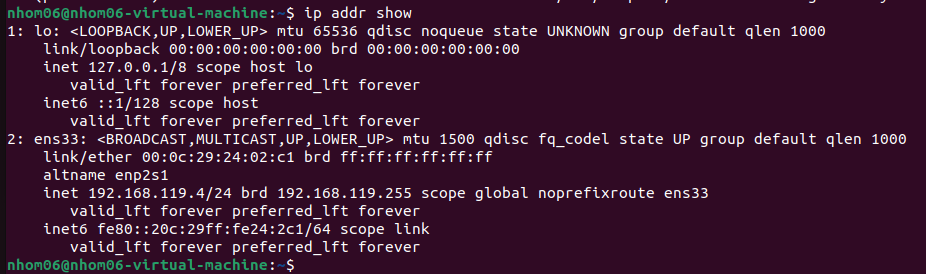 nhom06@nhom06-virtual-machine:~$ ip addr show
1: lo: <LOOPBACK,UP,LOWER_UP> mtu 65536 qdisc noqueue state UNKNOWN group default qlen 1000
    link/loopback 00:00:00:00:00:00 brd 00:00:00:00:00:00
    inet 127.0.0.1/8 scope host lo
       valid_lft forever preferred_lft forever
    inet6 ::1/128 scope host
       valid_lft forever preferred_lft forever
2: ens33: <BROADCAST,MULTICAST,UP,LOWER_UP> mtu 1500 qdisc fq_codel state UP group default qlen 1000
    link/ether 00:0c:29:24:02:c1 brd ff:ff:ff:ff:ff:ff
    altname enp2s1
    inet 192.168.119.4/24 brd 192.168.119.255 scope global noprefixroute ens33
       valid_lft forever preferred_lft forever
    inet6 fe80::20c:29ff:fe24:2c1/64 scope link
       valid_lft forever preferred_lft forever
nhom06@nhom06-virtual-machine:~$